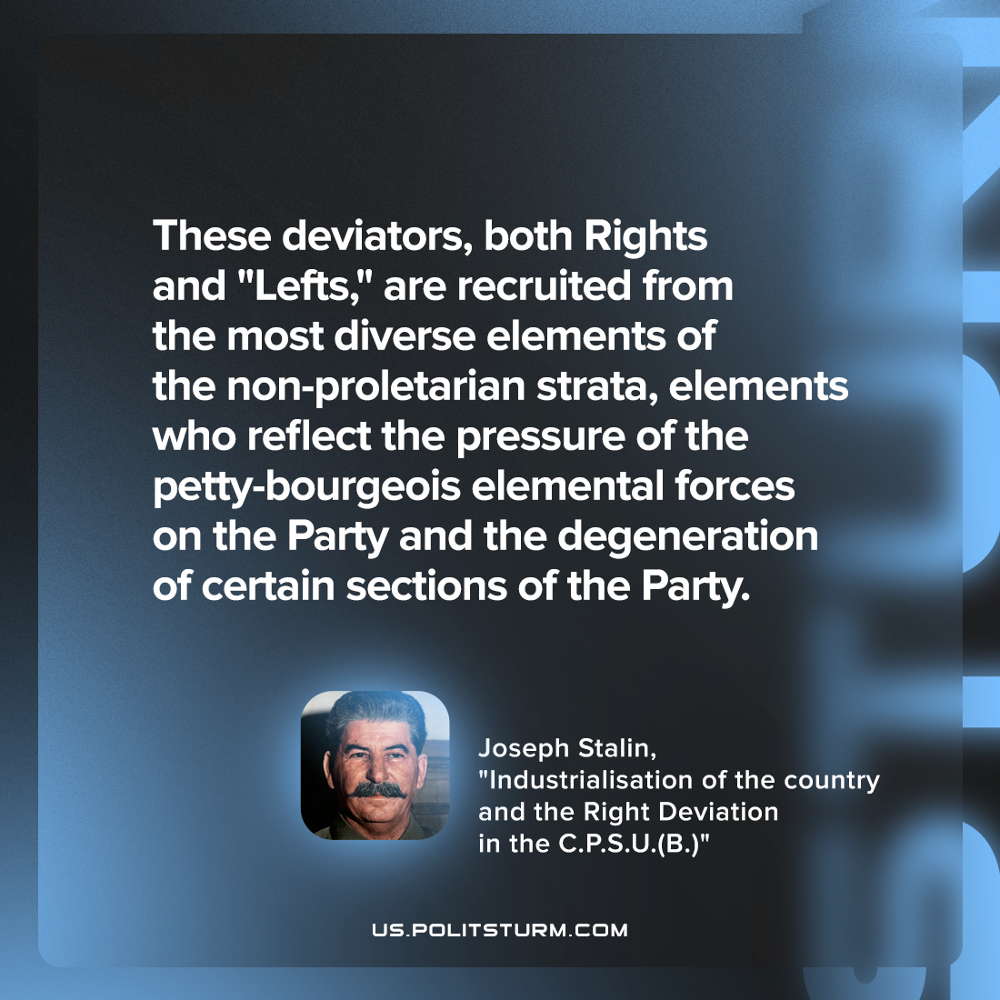 These deviators, both Rights
and "Lefts," are recruited from
the most diverse elements of
the non-proletarian strata, elements
who reflect the pressure of the
petty-bourgeois elemental forces
on the Party and the degeneration
of certain sections of the Party.
Joseph Stalin,
"Industrialisation of the country
and the Right Deviation
in the C.P.S.U.(B.)"
US.POLITSTURM.COM